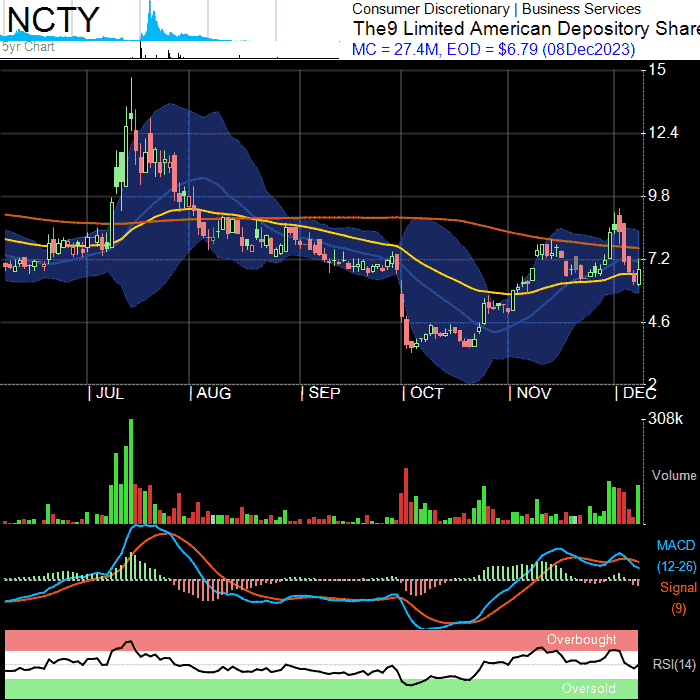 NCTY
5yr Chart
Consumer Discretionary | Business Services
The9 Limited American Depository Share
MC = 27.4M, EOD = $6.79 (08Dec2023)
15
12.4
9.8
7.2
4.6
2
| JUL | AUG | SEP | OCT | NOV | DEC
308k
Volume
MACD
(12-26)
Signal
(9)
Overbought
RSI(14)
Oversold